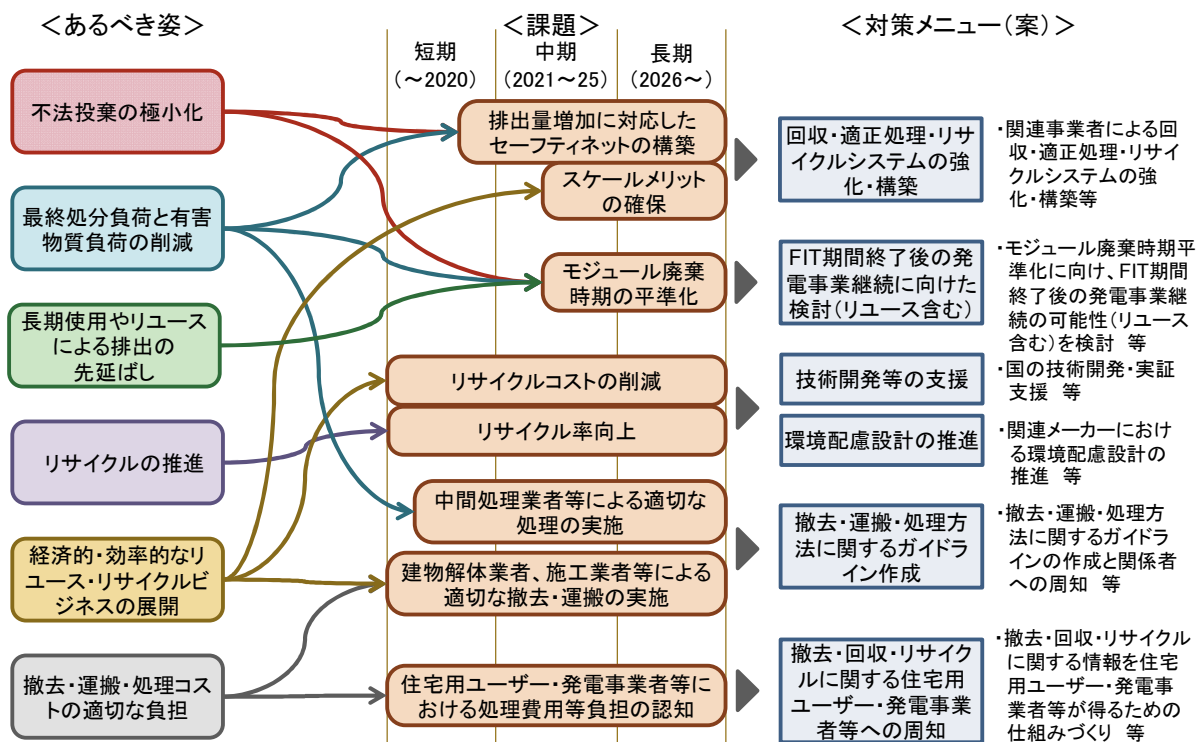 ＜あるべき姿＞
不法投棄の極小化
最終処分負荷と有害
物質負荷の削減
長期使用やリユース
による排出の
先延ばし
リサイクルの推進
経済的・効率的なリ
ユース・リサイクルビ
ジネスの展開
撤去・運搬・処理コス
トの適切な負担
＜課題＞
短期
（～2020）
中期
（2021～25）
長期
（2026～）
排出量増加に対応した
セーフティネットの構築
スケールメリット
の確保
モジュール廃棄
時期の平準化
リサイクルコストの削減
リサイクル率向上
中間処理業者等による適切な
処理の実施
建物解体業者、施工業者等による
適切な撤去・運搬の実施
住宅用ユーザー・発電事業者等に
おける処理費用等負担の認知
＜対策メニュー（案）＞
回収・適正処理・リサ
イクルシステムの強
化・構築
・関連事業者による回
収・適正処理・リサイ
クルシステムの強
化・構築等
FIT期間終了後の発
電事業継続に向けた
検討（リユース含む）
・モジュール廃棄時期平
準化に向け、FIT期間
終了後の発電事業継
続の可能性（リユース
含む）を検討 等
技術開発等の支援
・国の技術開発・実証
支援 等
環境配慮設計の推進
・関連メーカーにおけ
る環境配慮設計の
推進 等
撤去・運搬・処理方
法に関するガイドラ
イン作成
・撤去・運搬・処理方
法に関するガイドラ
インの作成と関係者
への周知 等
撤去・回収・リサイク
ルに関する住宅用
ユーザー・発電事業
者等への周知
・撤去・回収・リサイクル
に関する情報を住宅
用ユーザー・発電事
業者等が得るための
仕組みづくり 等